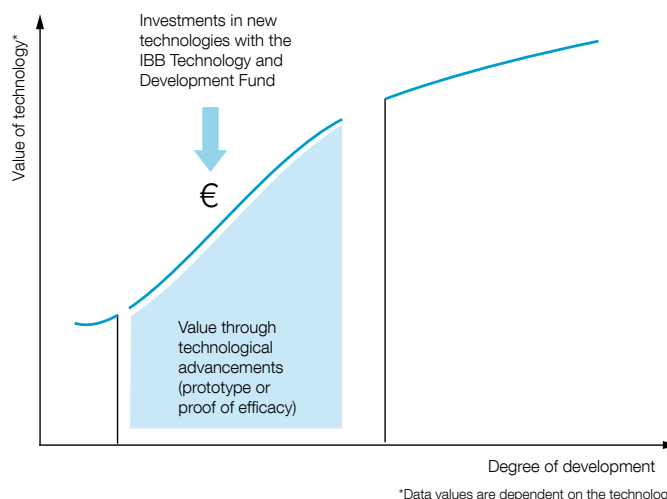 Investments in new
technologies with the
IBB Technology and
Development Fund
Value of technology*
€
Value through
technological
advancements
(prototype or
proof of efficacy)
Degree of development
*Data values are dependent on the